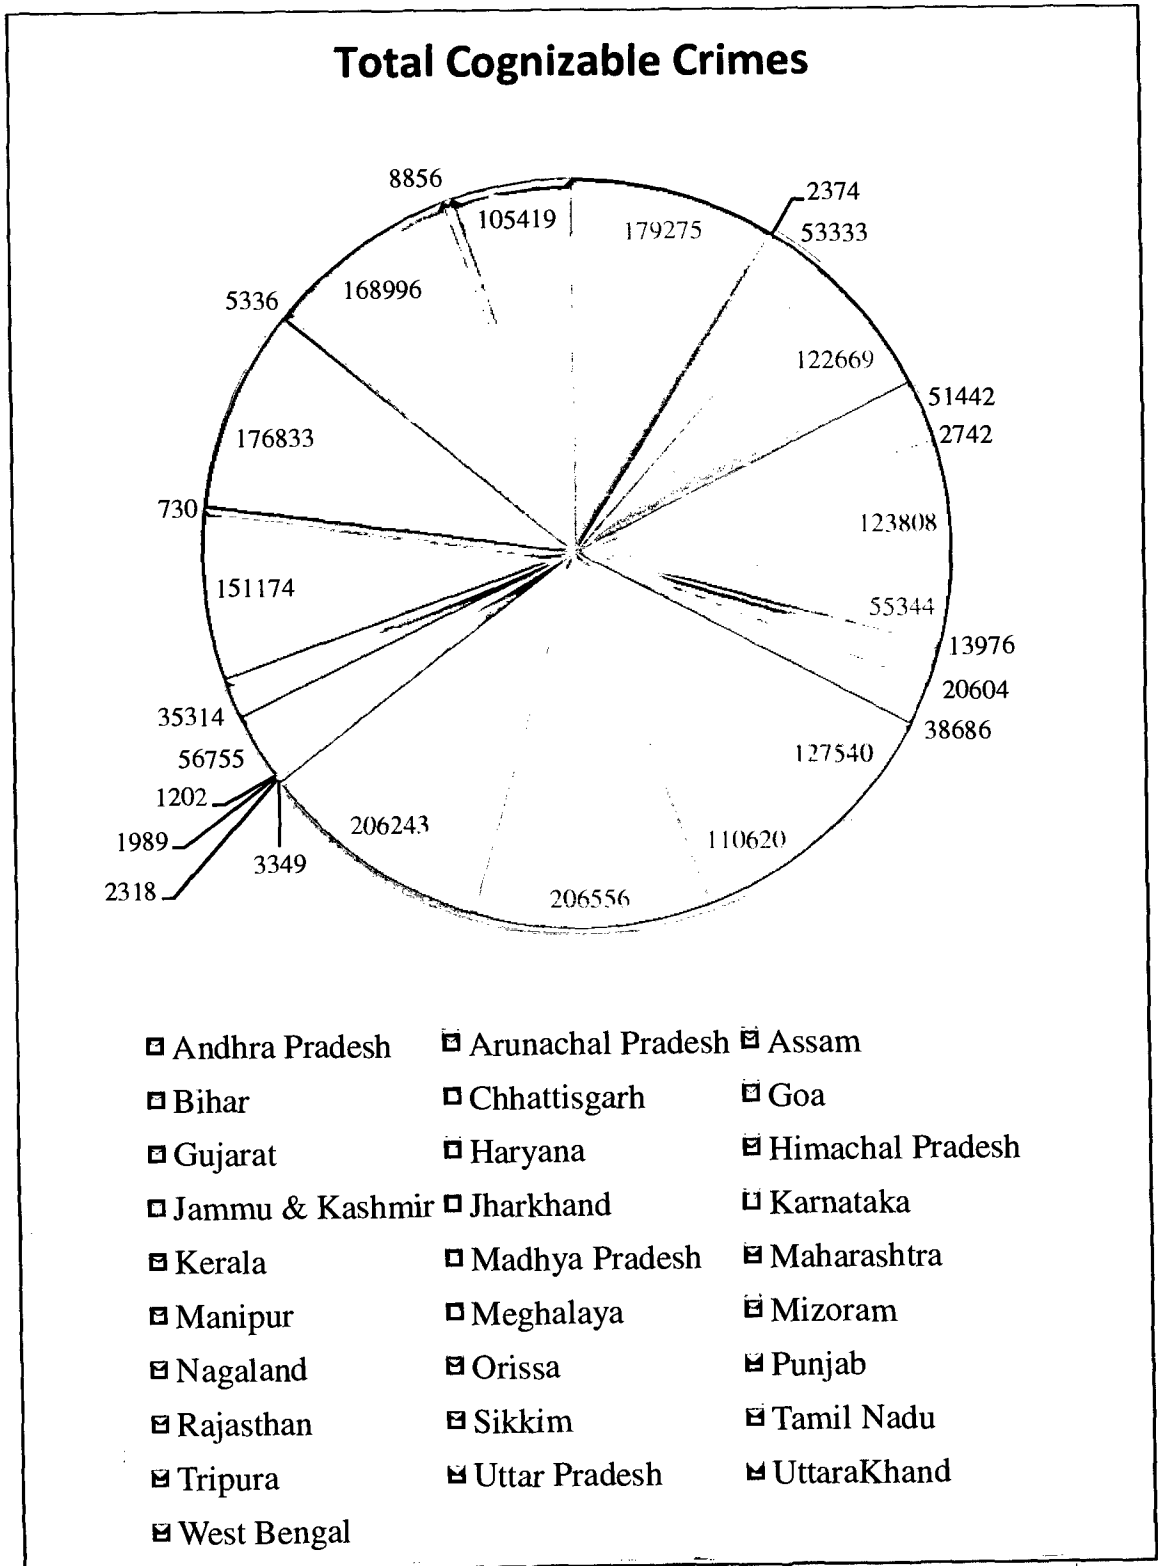 Total Cognizable Crimes
8856
105419
179275
2374
53333
168996
5336
122669
51442
2742
176833
730
123808
151174
55344
13976
20604
38686
35314
127540
56755
1202
206243
110620
1989
3349
2318
206556
Andhra Pradesh Arunachal Pradesh Assam
Bihar Chhattisgarh Goa
Gujarat Haryana Himachal Pradesh
Jammu & Kashmir Jharkhand Karnataka
Kerala Madhya Pradesh Maharashtra
Manipur Meghalaya Mizoram
Nagaland Orissa Punjab
Rajasthan Sikkim Tamil Nadu
Tripura Uttar Pradesh UttaraKhand
West Bengal